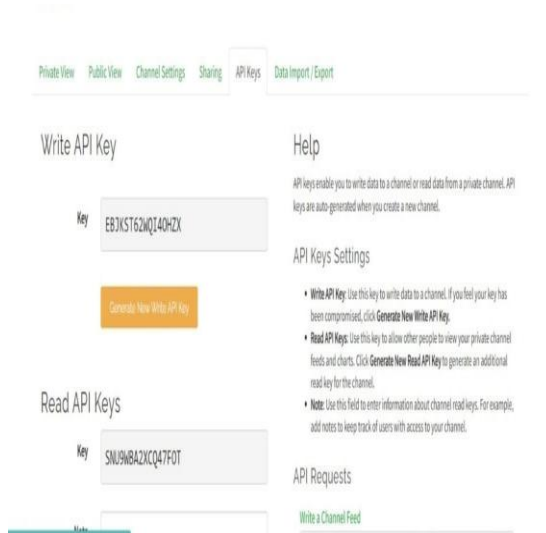 Private View Public View Channel Settings Sharing API Keys Data Import / Export
Write API Key
Key EBJKST62WQI4OHZX
Generate New Write API Key
Read API Keys
Key SNU9WBA2XCQ47FOT
Note
Help
API keys enable you to write data to a channel or read data from a private channel. API
keys are auto-generated when you create a new channel.
API Keys Settings
• Write API Key: Use this key to write data to a channel. If you feel your key has
been compromised, click Generate New Write API Key.
• Read API Keys: Use this key to allow other people to view your private channel
feeds and charts. Click Generate New Read API Key to generate an additional
read key for the channel.
• Note: Use this field to enter information about channel read keys. For example,
add notes to keep track of users with access to your channel.
API Requests
Write a Channel Feed